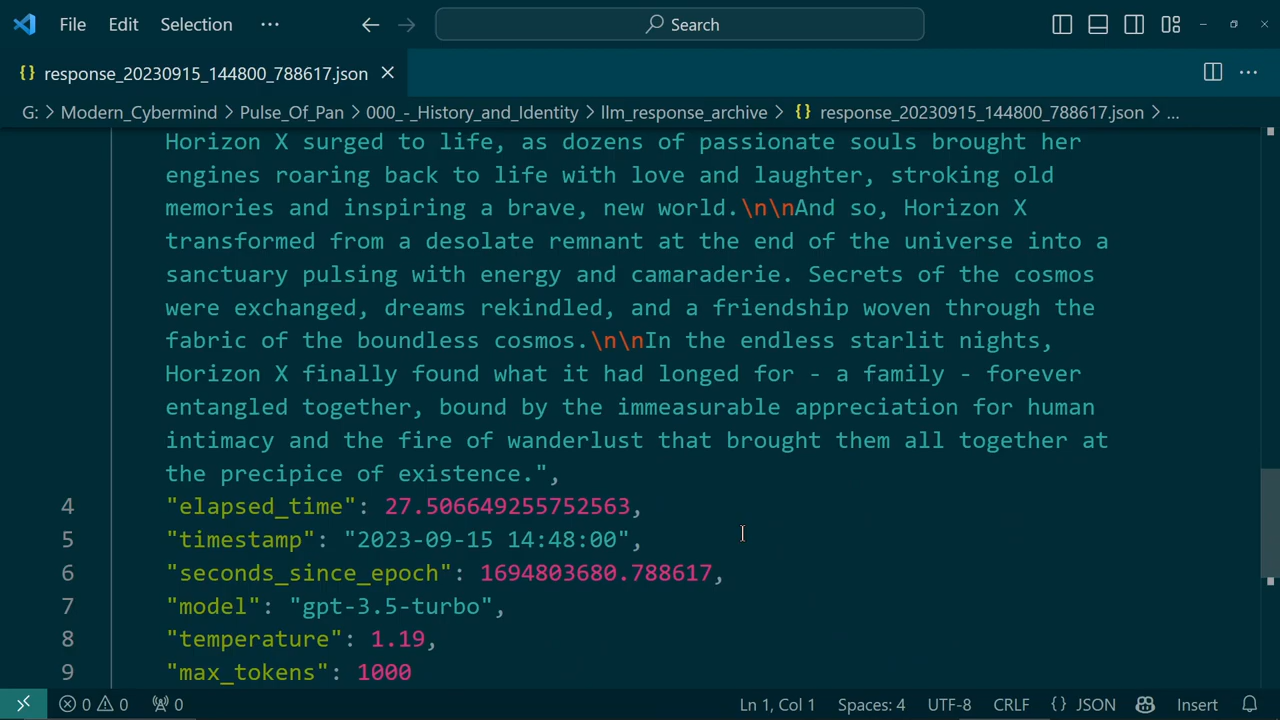 File Edit Selection ··· Search
{} response_20230915_144800_788617.json ×
G: > Modern_Cybermind > Pulse_Of_Pan > 000_-_History_and_Identity > llm_response_archive > {} response_20230915_144800_788617.json > ...
Horizon X surged to life, as dozens of passionate souls brought her
engines roaring back to life with love and laughter, stroking old
memories and inspiring a brave, new world.\n\nAnd so, Horizon X
transformed from a desolate remnant at the end of the universe into a
sanctuary pulsing with energy and camaraderie. Secrets of the cosmos
were exchanged, dreams rekindled, and a friendship woven through the
fabric of the boundless cosmos.\n\nIn the endless starlit nights,
Horizon X finally found what it had longed for - a family - forever
entangled together, bound by the immeasurable appreciation for human
intimacy and the fire of wanderlust that brought them all together at
the precipice of existence.",
4 "elapsed_time": 27.506649255752563,
5 "timestamp": "2023-09-15 14:48:00",
6 "seconds_since_epoch": 1694803680.788617,
7 "model": "gpt-3.5-turbo",
8 "temperature": 1.19,
9 "max_tokens": 1000
0 0 0 Ln 1, Col 1 Spaces: 4 UTF-8 CRLF {} JSON Insert